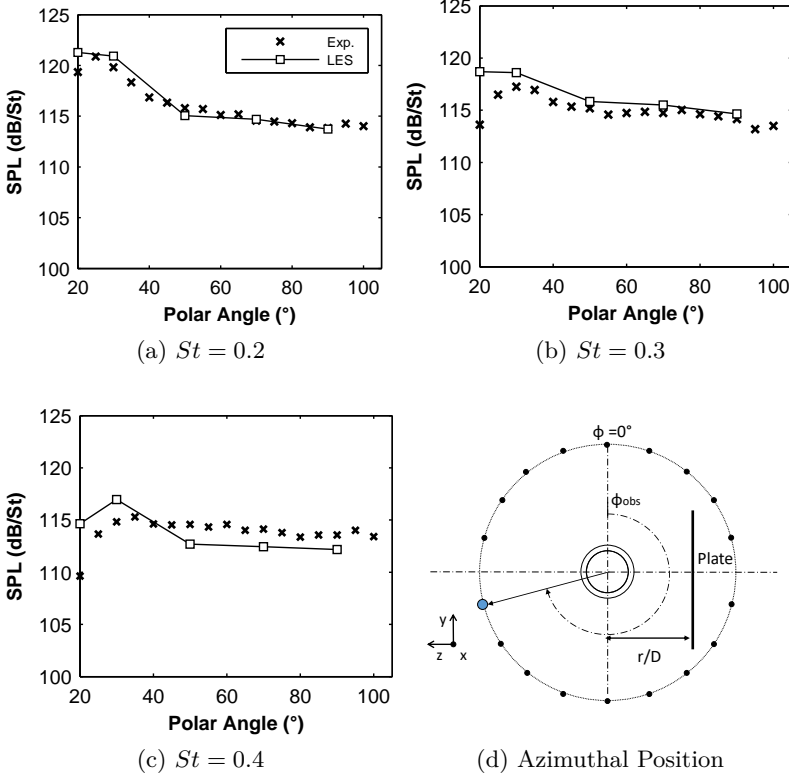 125
120
115
110
105
100
SPL (dB/St)
Exp.
LES
20 40 60 80 100
Polar Angle (°)
(a) St = 0.2
125
120
115
110
105
100
SPL (dB/St)
20 40 60 80 100
Polar Angle (°)
(b) St = 0.3
125
120
115
110
105
100
SPL (dB/St)
20 40 60 80 100
Polar Angle (°)
(c) St = 0.4
ϕ =0°
ϕobs
Plate
y
z x
r/D
(d) Azimuthal Position